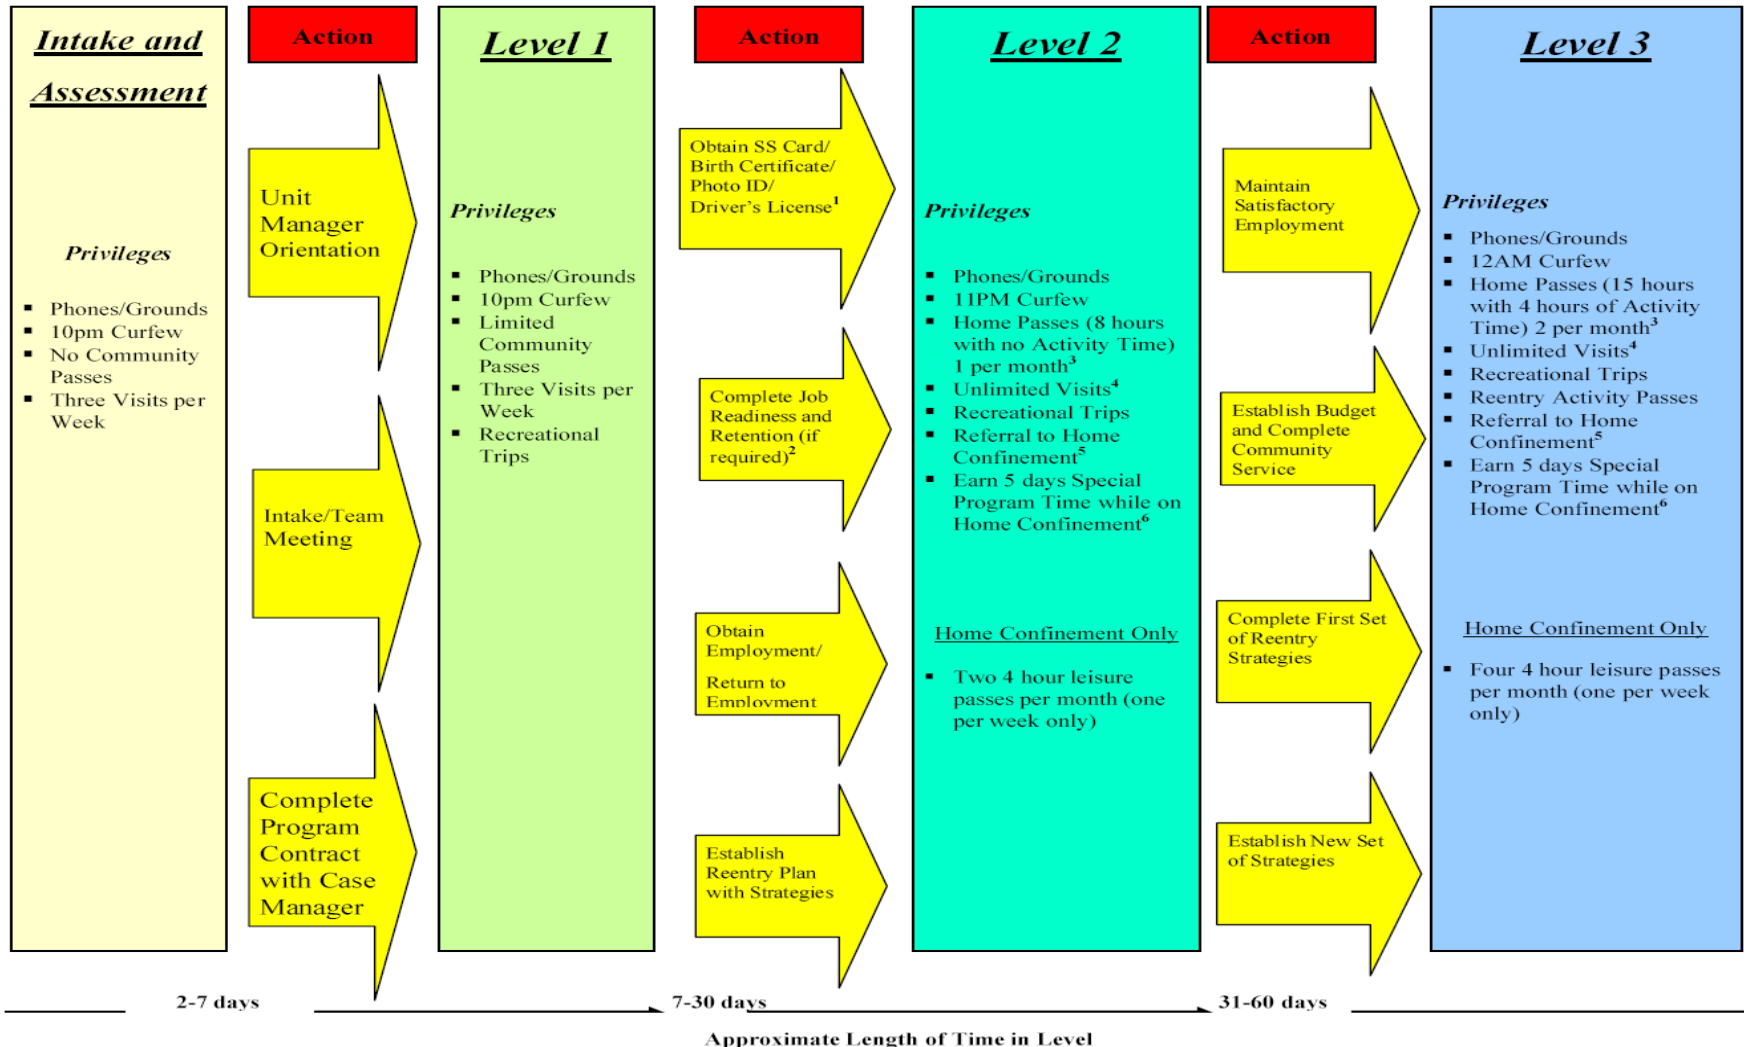 Intake and
Assessment
Privileges
▪ Phones/Grounds
▪ 10pm Curfew
▪ No Community
Passes
▪ Three Visits per
Week
Action
Unit
Manager
Orientation
Intake/Team
Meeting
Complete
Program
Contract
with Case
Manager
Level 1
Privileges
▪ Phones/Grounds
▪ 10pm Curfew
▪ Limited
Community
Passes
▪ Three Visits per
Week
▪ Recreational
Trips
Action
Obtain SS Card/
Birth Certificate/
Photo ID/
Driver's License¹
Complete Job
Readiness and
Retention (if
required)²
Obtain
Employment/
Return to
Employment
Establish
Reentry Plan
with Strategies
Level 2
Privileges
▪ Phones/Grounds
▪ 11PM Curfew
▪ Home Passes (8 hours
with no Activity Time)
1 per month³
▪ Unlimited Visits⁴
▪ Recreational Trips
▪ Referral to Home
Confinement⁵
▪ Earn 5 days Special
Program Time while on
Home Confinement⁶
Home Confinement Only
▪ Two 4 hour leisure
passes per month (one
per week only)
Action
Maintain
Satisfactory
Employment
Establish Budget
and Complete
Community
Service
Complete First Set
of Reentry
Strategies
Establish New Set
of Strategies
Level 3
Privileges
▪ Phones/Grounds
▪ 12AM Curfew
▪ Home Passes (15 hours
with 4 hours of Activity
Time) 2 per month³
▪ Unlimited Visits⁴
▪ Recreational Trips
▪ Reentry Activity Passes
▪ Referral to Home
Confinement⁵
▪ Earn 5 days Special
Program Time while on
Home Confinement⁶
Home Confinement Only
▪ Four 4 hour leisure passes
per month (one per week
only)
2-7 days
7-30 days
31-60 days
Approximate Length of Time in Level